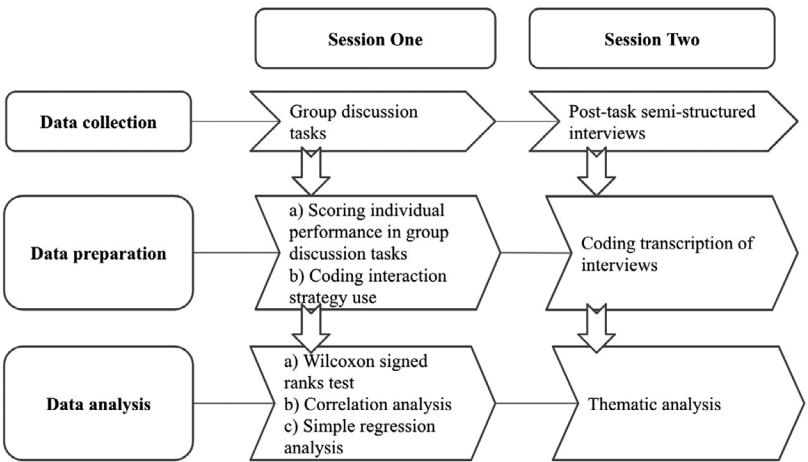 Session One
Session Two
Data collection
Group discussion
tasks
Post-task semi-structured
interviews
Data preparation
a) Scoring individual
performance in group
discussion tasks
b) Coding interaction
strategy use
Coding transcription of
interviews
Data analysis
a) Wilcoxon signed
ranks test
b) Correlation analysis
c) Simple regression
analysis
Thematic analysis